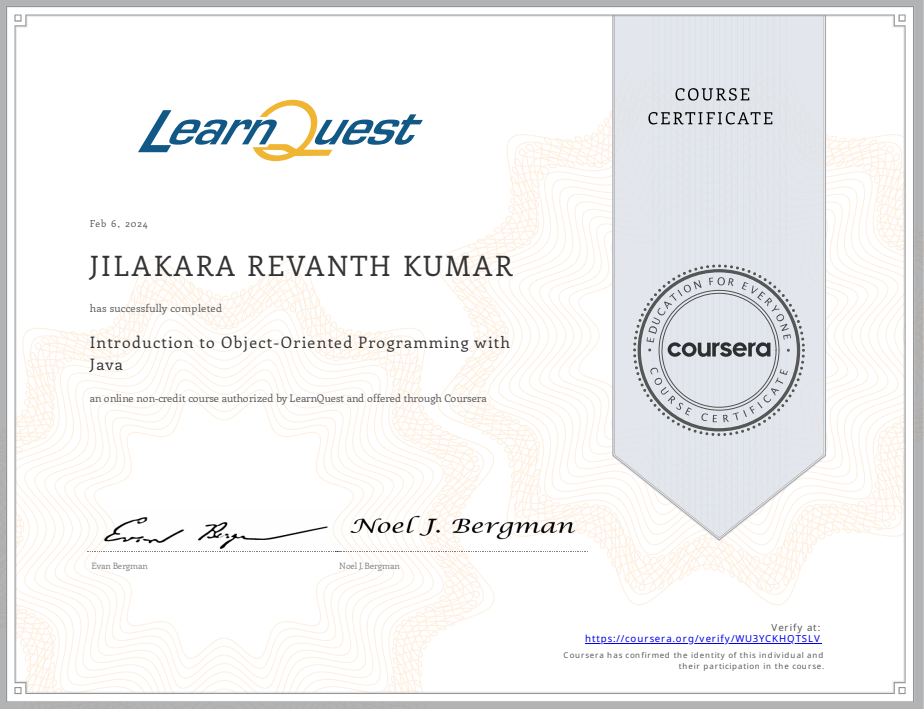 COURSE
CERTIFICATE
LearnQuest
Feb 6, 2024
JILAKARA REVANTH KUMAR
has successfully completed
Introduction to Object-Oriented Programming with
Java
an online non-credit course authorized by LearnQuest and offered through Coursera
EDUCATION FOR EVERYONE
coursera
COURSE CERTIFICATE
Evan Bergman
Noel J. Bergman
Evan Bergman
Noel J. Bergman
Verify at:
https://coursera.org/verify/WU3YCKHQTSLV
Coursera has confirmed the identity of this individual and
their participation in the course.